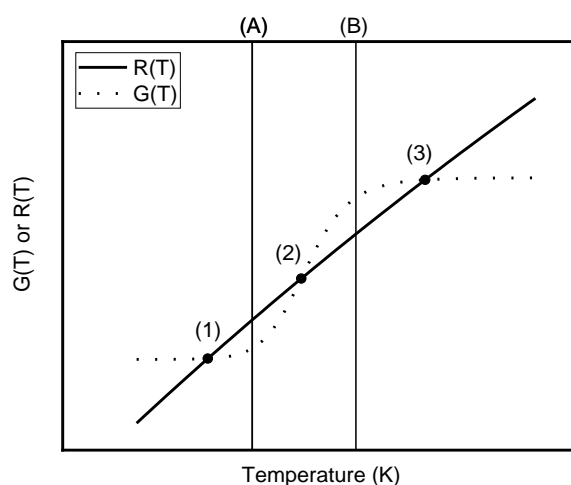 (A)
(B)
R(T)
G(T)
(3)
(2)
(1)
G(T) or R(T)
Temperature (K)